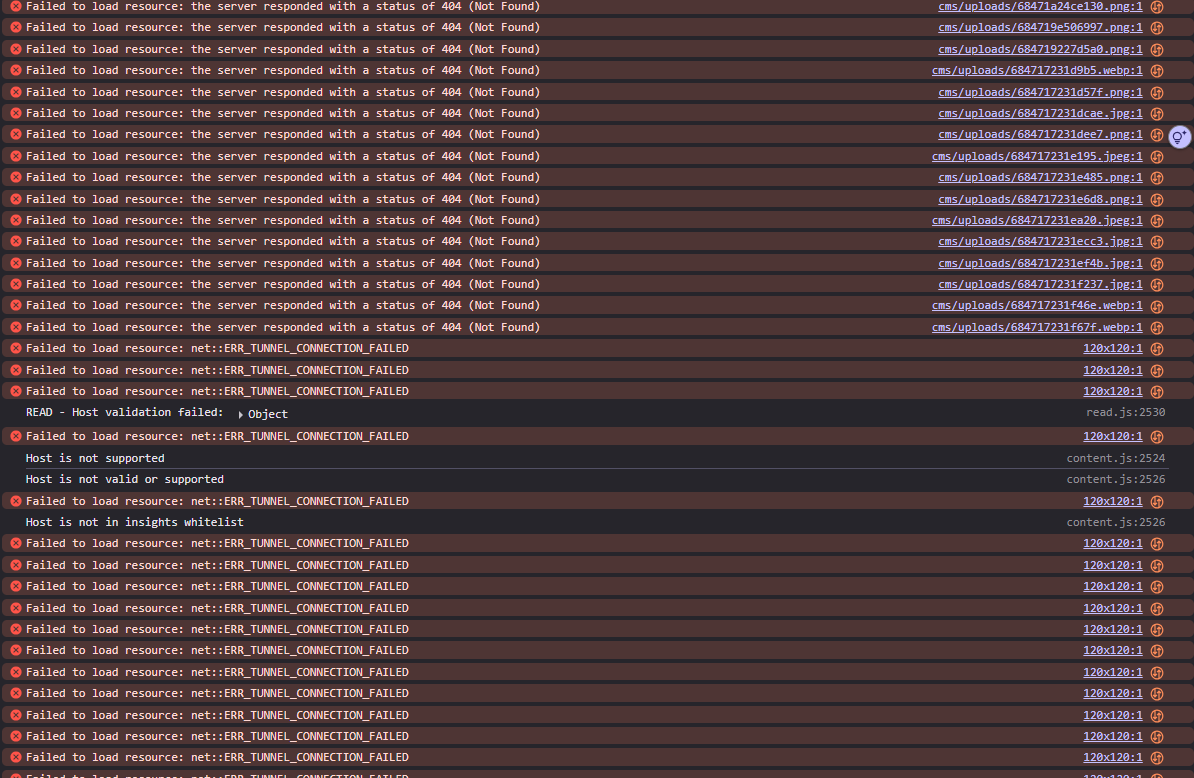 Failed to load resource: the server responded with a status of 404 (Not Found) cms/uploads/68471a24ce130.png:1
Failed to load resource: the server responded with a status of 404 (Not Found) cms/uploads/684719e506997.png:1
Failed to load resource: the server responded with a status of 404 (Not Found) cms/uploads/684719227d5a0.png:1
Failed to load resource: the server responded with a status of 404 (Not Found) cms/uploads/684717231d9b5.webp:1
Failed to load resource: the server responded with a status of 404 (Not Found) cms/uploads/684717231d57f.png:1
Failed to load resource: the server responded with a status of 404 (Not Found) cms/uploads/684717231dcae.jpg:1
Failed to load resource: the server responded with a status of 404 (Not Found) cms/uploads/684717231dee7.png:1
Failed to load resource: the server responded with a status of 404 (Not Found) cms/uploads/684717231e195.jpeg:1
Failed to load resource: the server responded with a status of 404 (Not Found) cms/uploads/684717231e485.png:1
Failed to load resource: the server responded with a status of 404 (Not Found) cms/uploads/684717231e6d8.png:1
Failed to load resource: the server responded with a status of 404 (Not Found) cms/uploads/684717231ea20.jpeg:1
Failed to load resource: the server responded with a status of 404 (Not Found) cms/uploads/684717231ecc3.jpg:1
Failed to load resource: the server responded with a status of 404 (Not Found) cms/uploads/684717231ef4b.jpg:1
Failed to load resource: the server responded with a status of 404 (Not Found) cms/uploads/684717231f237.jpg:1
Failed to load resource: the server responded with a status of 404 (Not Found) cms/uploads/684717231f46e.webp:1
Failed to load resource: the server responded with a status of 404 (Not Found) cms/uploads/684717231f67f.webp:1
Failed to load resource: net::ERR_TUNNEL_CONNECTION_FAILED 120x120:1
Failed to load resource: net::ERR_TUNNEL_CONNECTION_FAILED 120x120:1
Failed to load resource: net::ERR_TUNNEL_CONNECTION_FAILED 120x120:1
READ - Host validation failed: Object read.js:2530
Failed to load resource: net::ERR_TUNNEL_CONNECTION_FAILED 120x120:1
Host is not supported content.js:2524
Host is not valid or supported content.js:2526
Failed to load resource: net::ERR_TUNNEL_CONNECTION_FAILED 120x120:1
Host is not in insights whitelist content.js:2526
Failed to load resource: net::ERR_TUNNEL_CONNECTION_FAILED 120x120:1
Failed to load resource: net::ERR_TUNNEL_CONNECTION_FAILED 120x120:1
Failed to load resource: net::ERR_TUNNEL_CONNECTION_FAILED 120x120:1
Failed to load resource: net::ERR_TUNNEL_CONNECTION_FAILED 120x120:1
Failed to load resource: net::ERR_TUNNEL_CONNECTION_FAILED 120x120:1
Failed to load resource: net::ERR_TUNNEL_CONNECTION_FAILED 120x120:1
Failed to load resource: net::ERR_TUNNEL_CONNECTION_FAILED 120x120:1
Failed to load resource: net::ERR_TUNNEL_CONNECTION_FAILED 120x120:1
Failed to load resource: net::ERR_TUNNEL_CONNECTION_FAILED 120x120:1
Failed to load resource: net::ERR_TUNNEL_CONNECTION_FAILED 120x120:1
Failed to load resource: net::ERR_TUNNEL_CONNECTION_FAILED 120x120:1